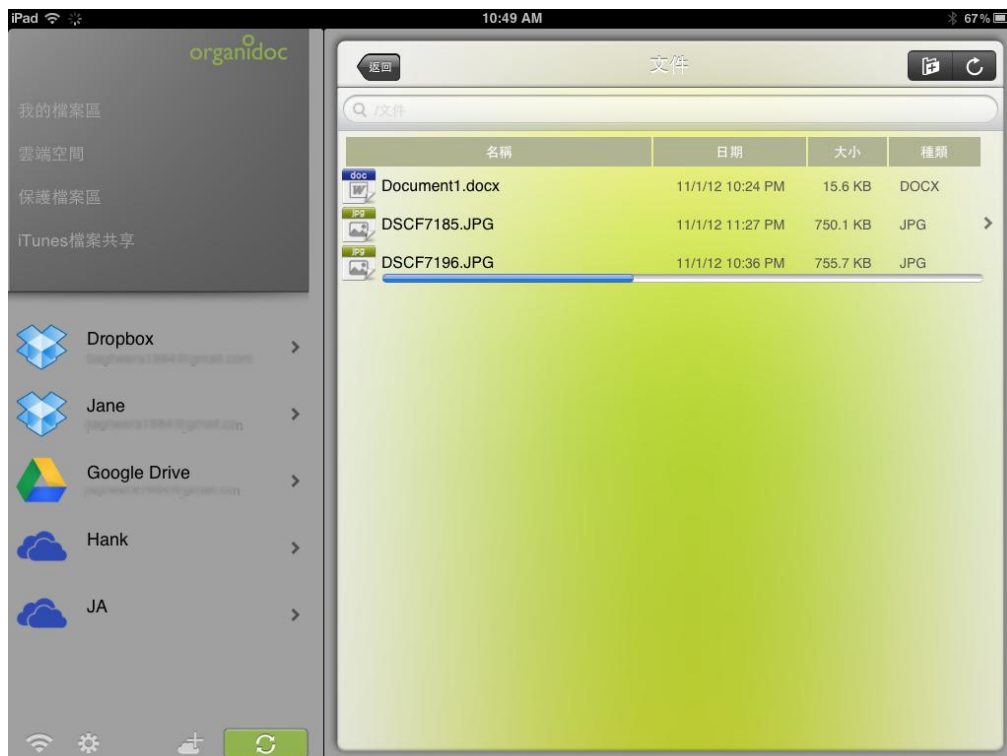 iPad 10:49 AM 67%
organidoc
我的檔案區
雲端空間
保護檔案區
iTunes檔案共享
Dropbox
Jane
Google Drive
Hank
JA
返回 文件
/文件
名稱 日期 大小 種類
doc
Document1.docx 11/1/12 10:24 PM 15.6 KB DOCX
jpg
DSCF7185.JPG 11/1/12 11:27 PM 750.1 KB JPG
jpg
DSCF7196.JPG 11/1/12 10:36 PM 755.7 KB JPG